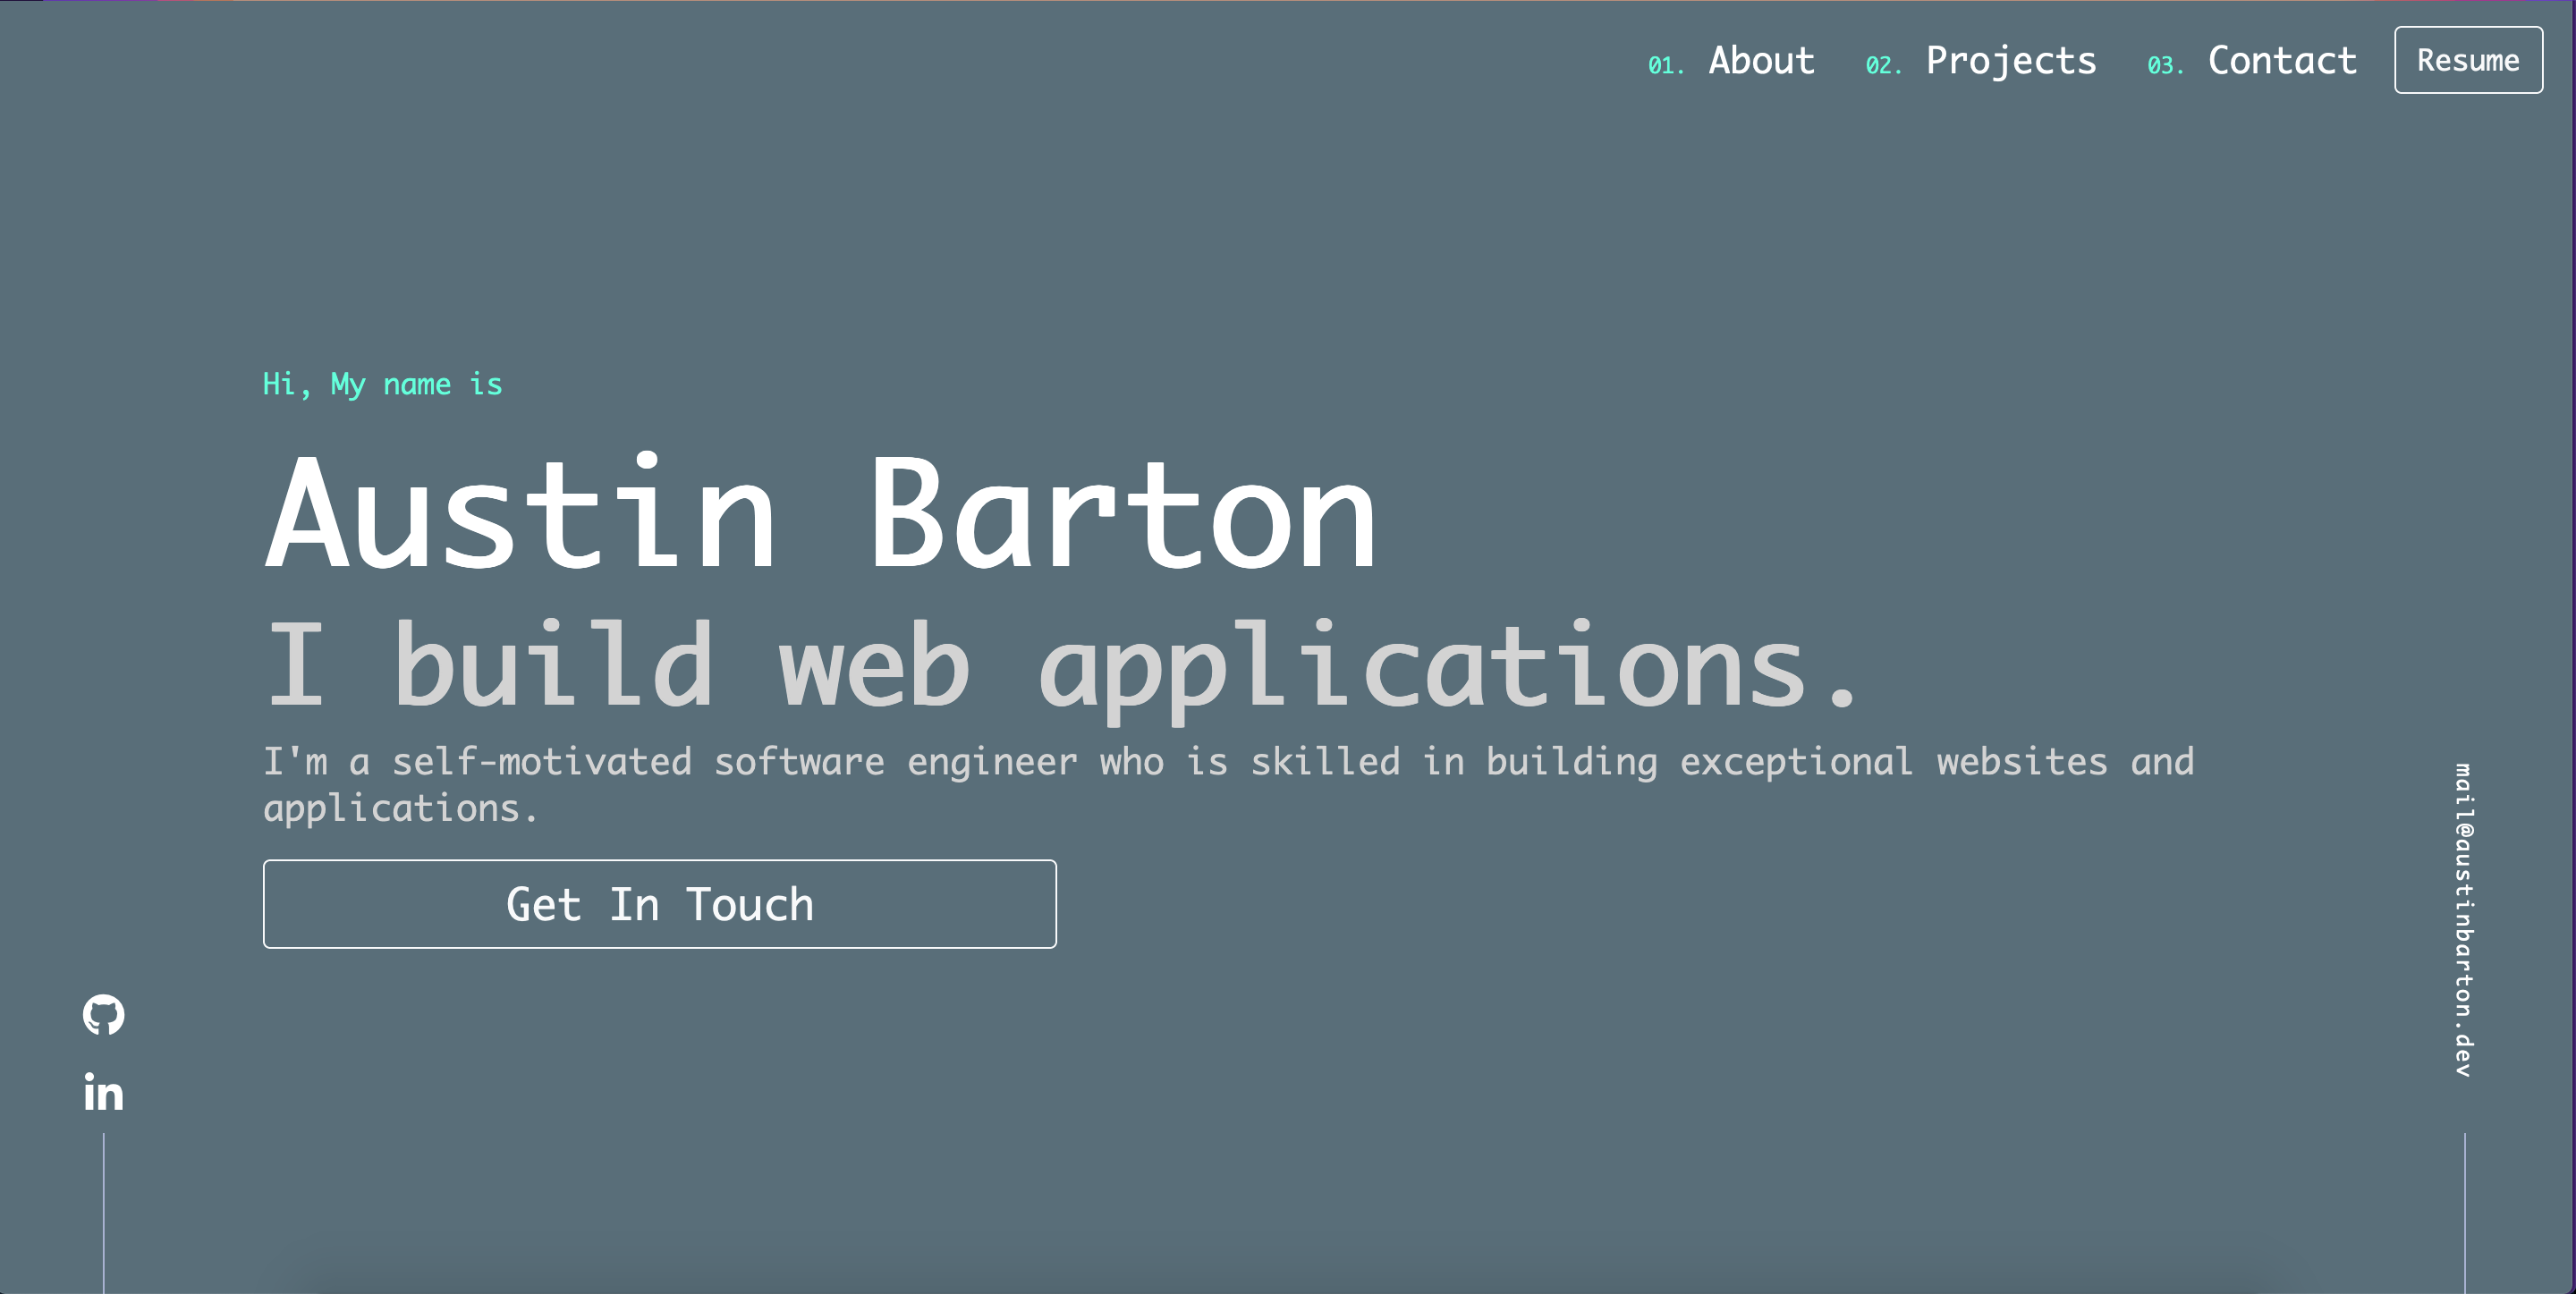 01. About 02. Projects 03. Contact Resume
Hi, My name is
Austin Barton
I build web applications.
I'm a self-motivated software engineer who is skilled in building exceptional websites and
applications.
Get In Touch
mail@austinbarton.dev
in